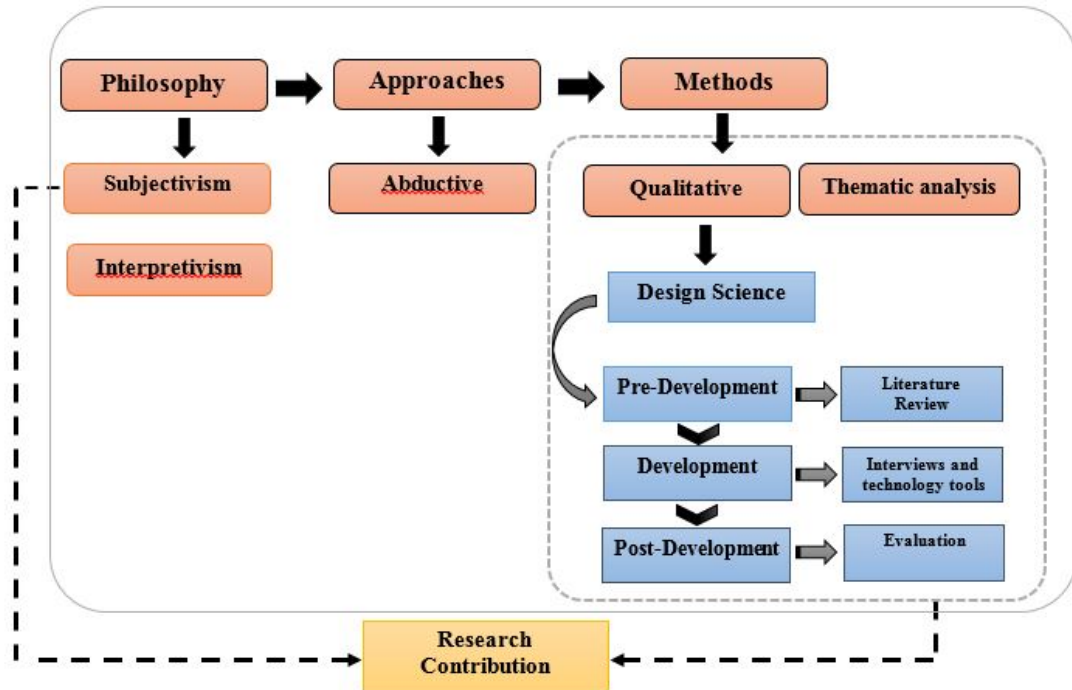 Philosophy
Approaches
Methods
Subjectivism
Abductive
Qualitative
Thematic analysis
Interpretivism
Design Science
Pre-Development
Literature
Review
Development
Interviews and
technology tools
Post-Development
Evaluation
Research
Contribution